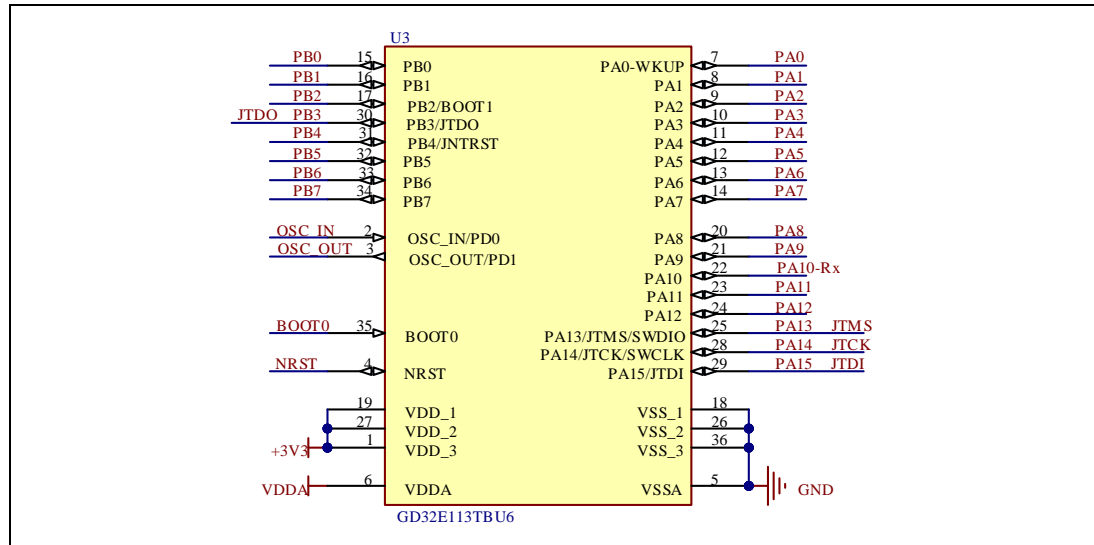 U3
PB0 15 PB0 PA0-WKUP 7 PA0
PB1 16 PB1 PA1 8 PA1
PB2 17 PB2/BOOT1 PA2 9 PA2
JTDO PB3 30 PB3/JTDO PA3 10 PA3
PB4 31 PB4/JNTRST PA4 11 PA4
PB5 32 PB5 PA5 12 PA5
PB6 33 PB6 PA6 13 PA6
PB7 34 PB7 PA7 14 PA7
OSC_IN 2 OSC_IN/PD0 PA8 20 PA8
OSC_OUT 3 OSC_OUT/PD1 PA9 21 PA9
PA10 22 PA10-Rx
PA11 23 PA11
PA12 24 PA12
BOOT0 35 BOOT0 PA13/JTMS/SWDIO 25 PA13 JTMS
PA14/JTCK/SWCLK 28 PA14 JTCK
NRST 4 NRST PA15/JTDI 29 PA15 JTDI
19 VDD_1 VSS_1 18
27 VDD_2 VSS_2 26
+3V3 1 VDD_3 VSS_3 36
VDDA 6 VDDA VSSA 5 GND
GD32E113TBU6